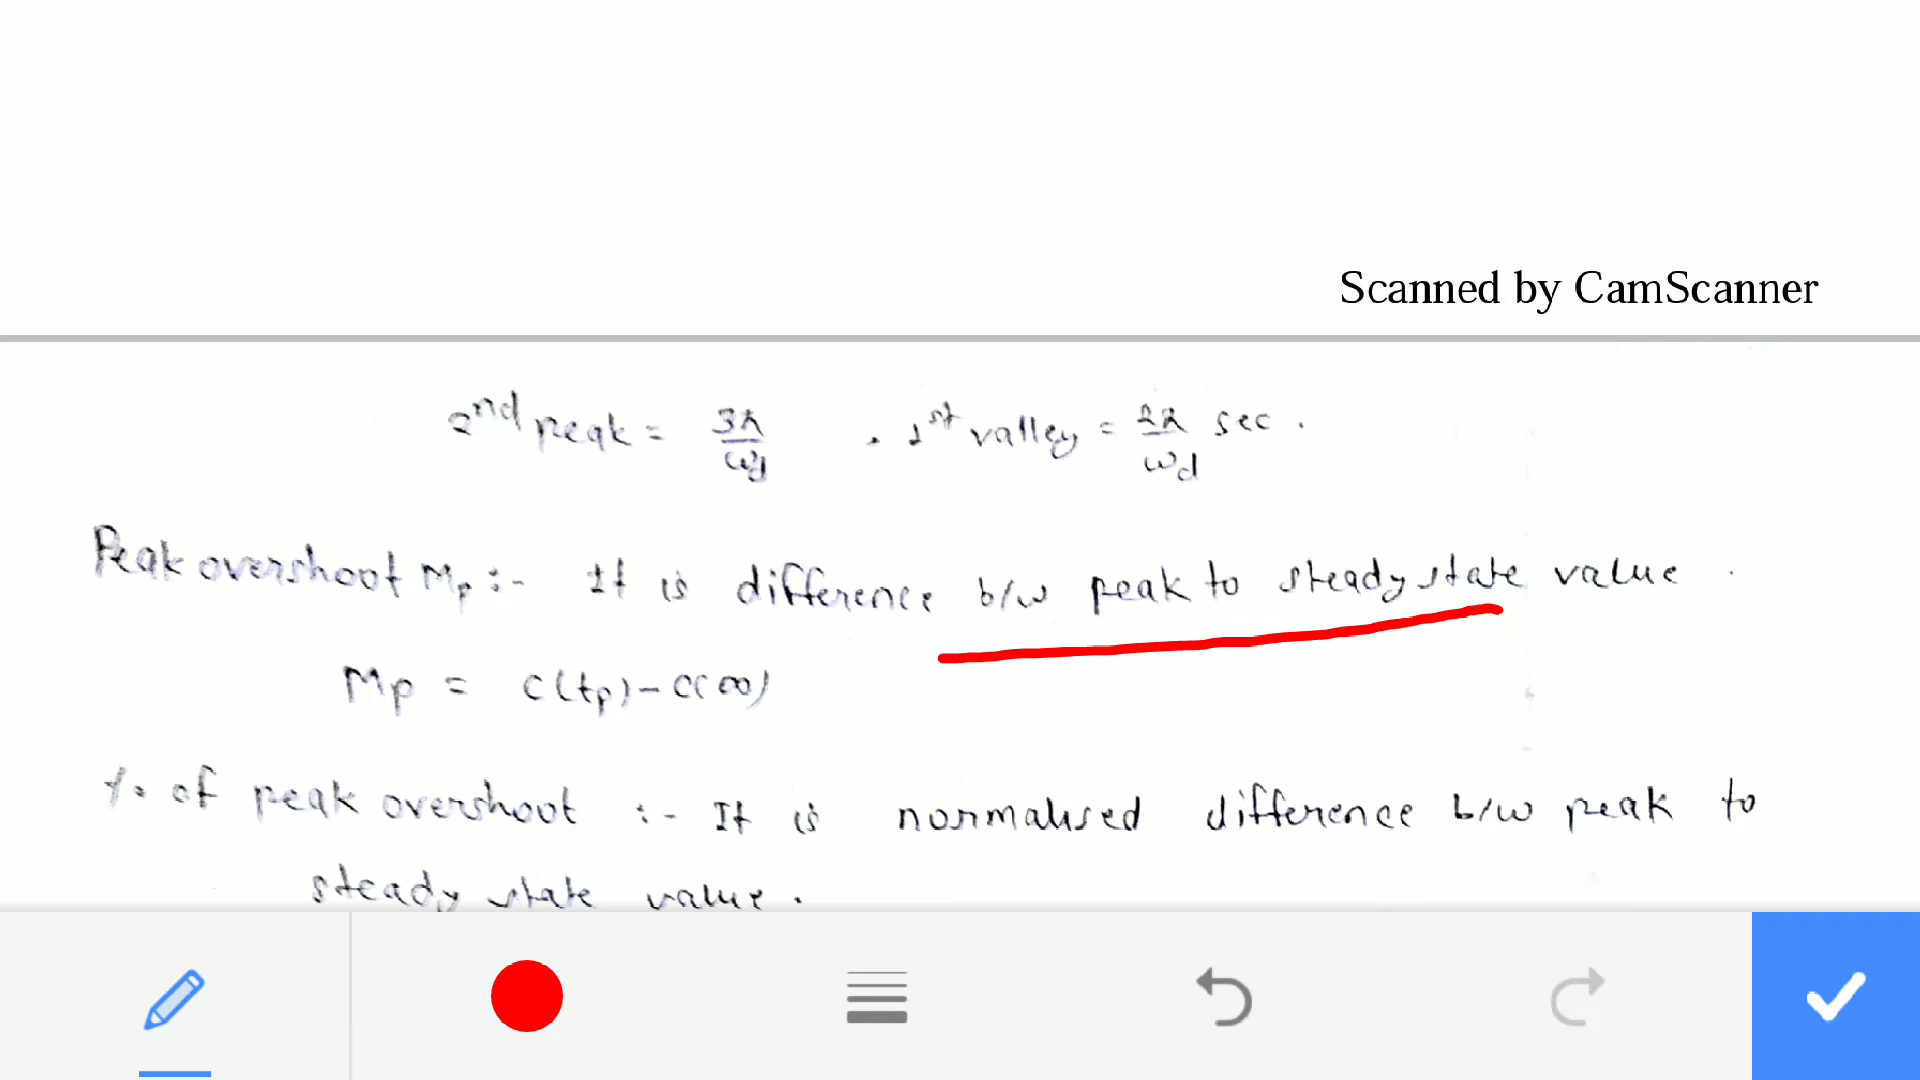 Scanned by CamScanner
2nd peak = 3π/ωd . 1st valley = 2π/ωd sec .
Peak overshoot Mp :- It is difference b/w peak to steady state value .
Mp = c(tp) - c(∞)
% of peak overshoot :- It is normalised difference b/w peak to
steady state value .